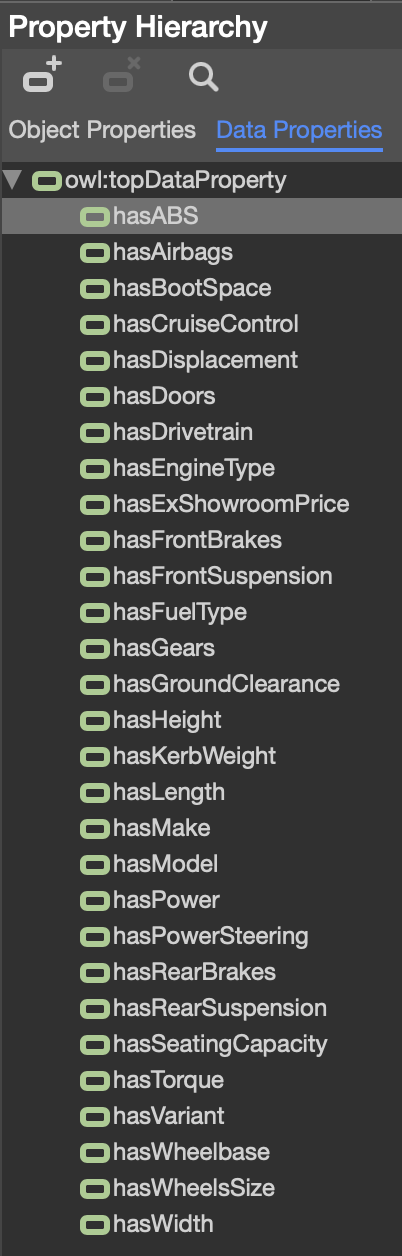 Property Hierarchy
Object Properties Data Properties
owl:topDataProperty
hasABS
hasAirbags
hasBootSpace
hasCruiseControl
hasDisplacement
hasDoors
hasDrivetrain
hasEngineType
hasExShowroomPrice
hasFrontBrakes
hasFrontSuspension
hasFuelType
hasGears
hasGroundClearance
hasHeight
hasKerbWeight
hasLength
hasMake
hasModel
hasPower
hasPowerSteering
hasRearBrakes
hasRearSuspension
hasSeatingCapacity
hasTorque
hasVariant
hasWheelbase
hasWheelsSize
hasWidth